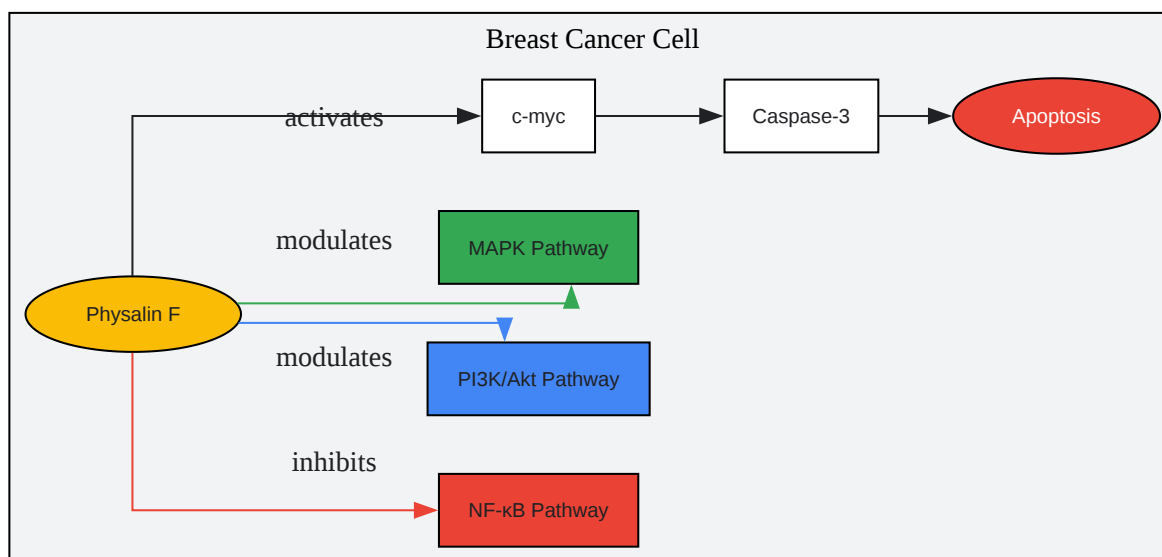 Breast Cancer Cell
activates
c-myc
Caspase-3
Apoptosis
modulates
MAPK Pathway
Physalin F
modulates
PI3K/Akt Pathway
inhibits
NF-κB Pathway